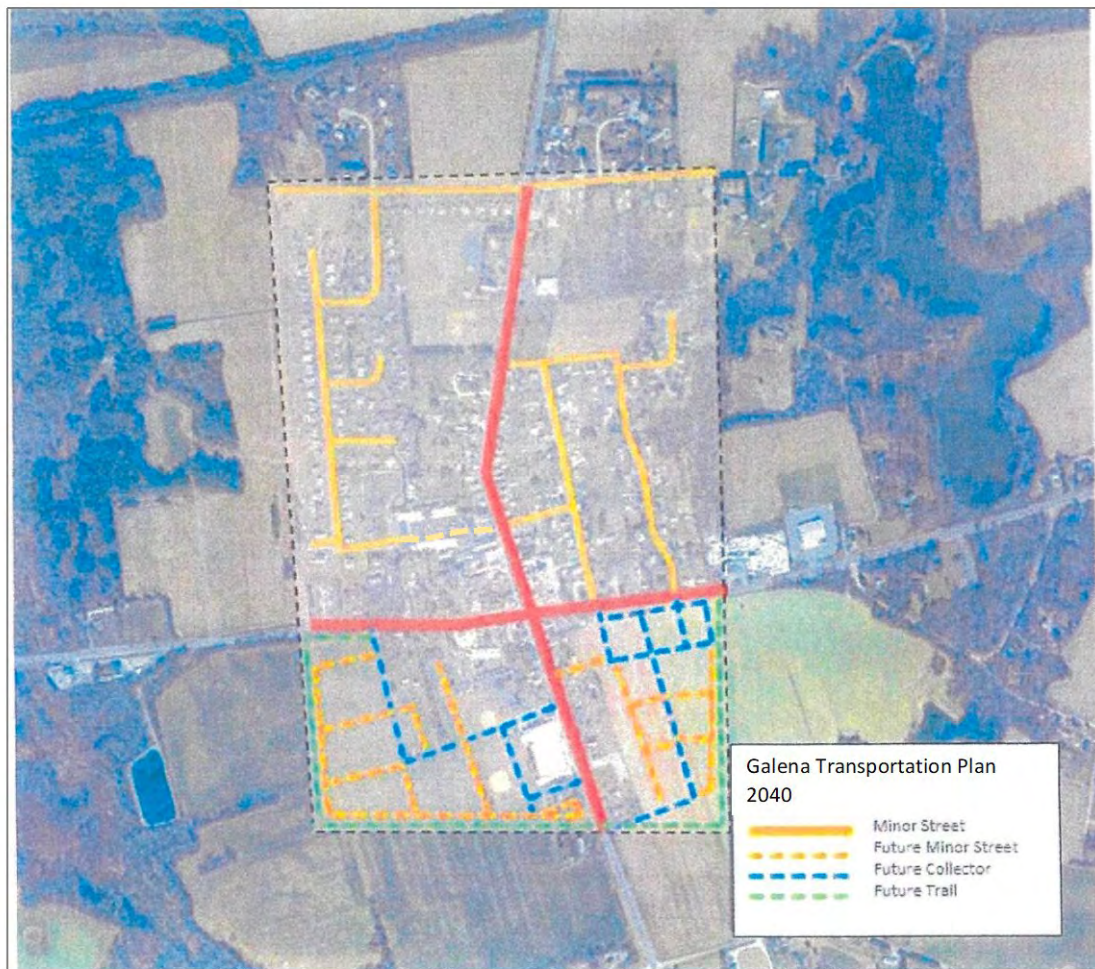 Galena Transportation Plan
2040
Minor Street
Future Minor Street
Future Collector
Future Trail